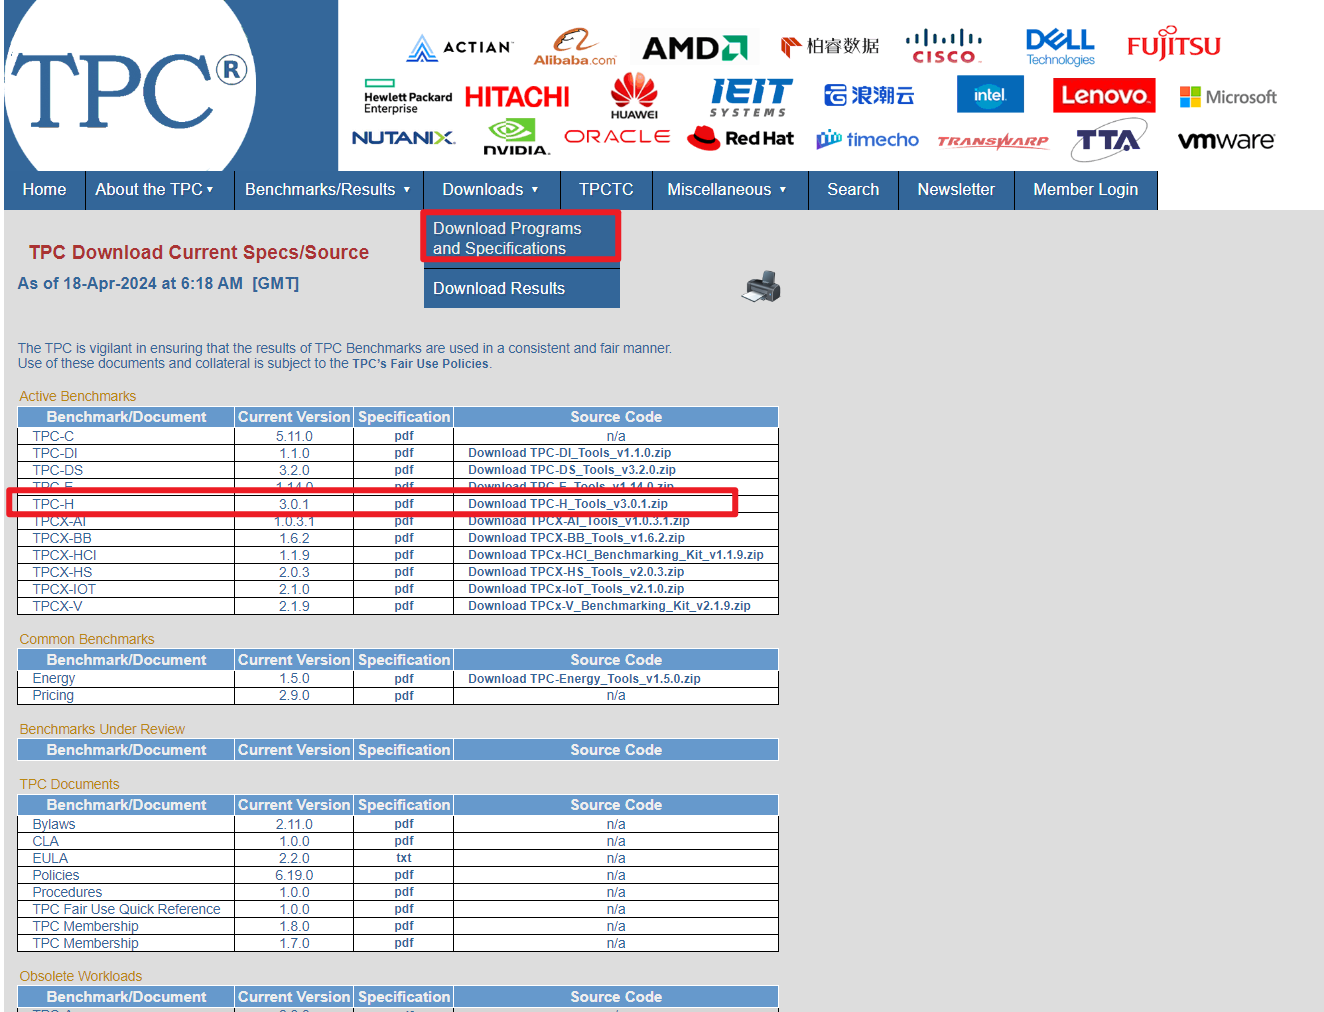 TPC®
ACTIAN
Alibaba.com
AMD
柏睿数据
CISCO
DELL
Technologies
FUJITSU
Hewlett Packard
Enterprise
HITACHI
HUAWEI
IEIT
SYSTEMS
浪潮云
intel.
Lenovo
Microsoft
NUTANIX
NVIDIA.
ORACLE
Red Hat
timecho
TRANSWARP
TTA
vmware
Home About the TPC Benchmarks/Results Downloads TPCTC Miscellaneous Search Newsletter Member Login
Download Programs
and Specifications
Download Results
TPC Download Current Specs/Source
As of 18-Apr-2024 at 6:18 AM [GMT]
The TPC is vigilant in ensuring that the results of TPC Benchmarks are used in a consistent and fair manner.
Use of these documents and collateral is subject to the TPC's Fair Use Policies.
Active Benchmarks
Benchmark/Document Current Version Specification Source Code
TPC-C 5.11.0 pdf n/a
TPC-DI 1.1.0 pdf Download TPC-DI_Tools_v1.1.0.zip
TPC-DS 3.2.0 pdf Download TPC-DS_Tools_v3.2.0.zip
TPC-E 1.14.0 pdf Download TPC-E_Tools_v1.14.0.zip
TPC-H 3.0.1 pdf Download TPC-H_Tools_v3.0.1.zip
TPCX-AI 1.0.3.1 pdf Download TPCX-AI_Tools_v1.0.3.1.zip
TPCX-BB 1.6.2 pdf Download TPCX-BB_Tools_v1.6.2.zip
TPCX-HCI 1.1.9 pdf Download TPCx-HCI_Benchmarking_Kit_v1.1.9.zip
TPCX-HS 2.0.3 pdf Download TPCX-HS_Tools_v2.0.3.zip
TPCX-IOT 2.1.0 pdf Download TPCx-IoT_Tools_v2.1.0.zip
TPCX-V 2.1.9 pdf Download TPCx-V_Benchmarking_Kit_v2.1.9.zip
Common Benchmarks
Benchmark/Document Current Version Specification Source Code
Energy 1.5.0 pdf Download TPC-Energy_Tools_v1.5.0.zip
Pricing 2.9.0 pdf n/a
Benchmarks Under Review
Benchmark/Document Current Version Specification Source Code
TPC Documents
Benchmark/Document Current Version Specification Source Code
Bylaws 2.11.0 pdf n/a
CLA 1.0.0 pdf n/a
EULA 2.2.0 txt n/a
Policies 6.19.0 pdf n/a
Procedures 1.0.0 pdf n/a
TPC Fair Use Quick Reference 1.0.0 pdf n/a
TPC Membership 1.8.0 pdf n/a
TPC Membership 1.7.0 pdf n/a
Obsolete Workloads
Benchmark/Document Current Version Specification Source Code